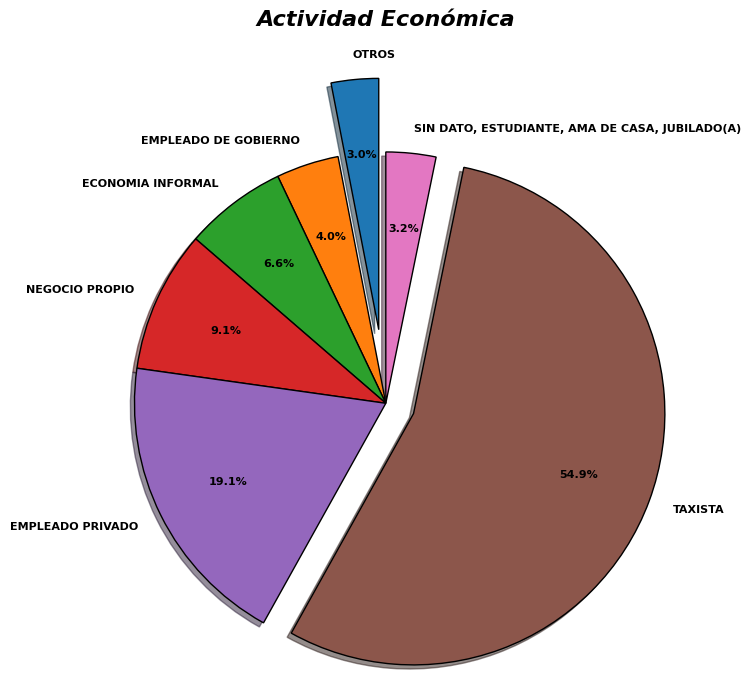 Actividad Económica
OTROS
SIN DATO, ESTUDIANTE, AMA DE CASA, JUBILADO(A)
EMPLEADO DE GOBIERNO
3.0%
ECONOMIA INFORMAL
3.2%
4.0%
6.6%
NEGOCIO PROPIO
9.1%
54.9%
19.1%
TAXISTA
EMPLEADO PRIVADO